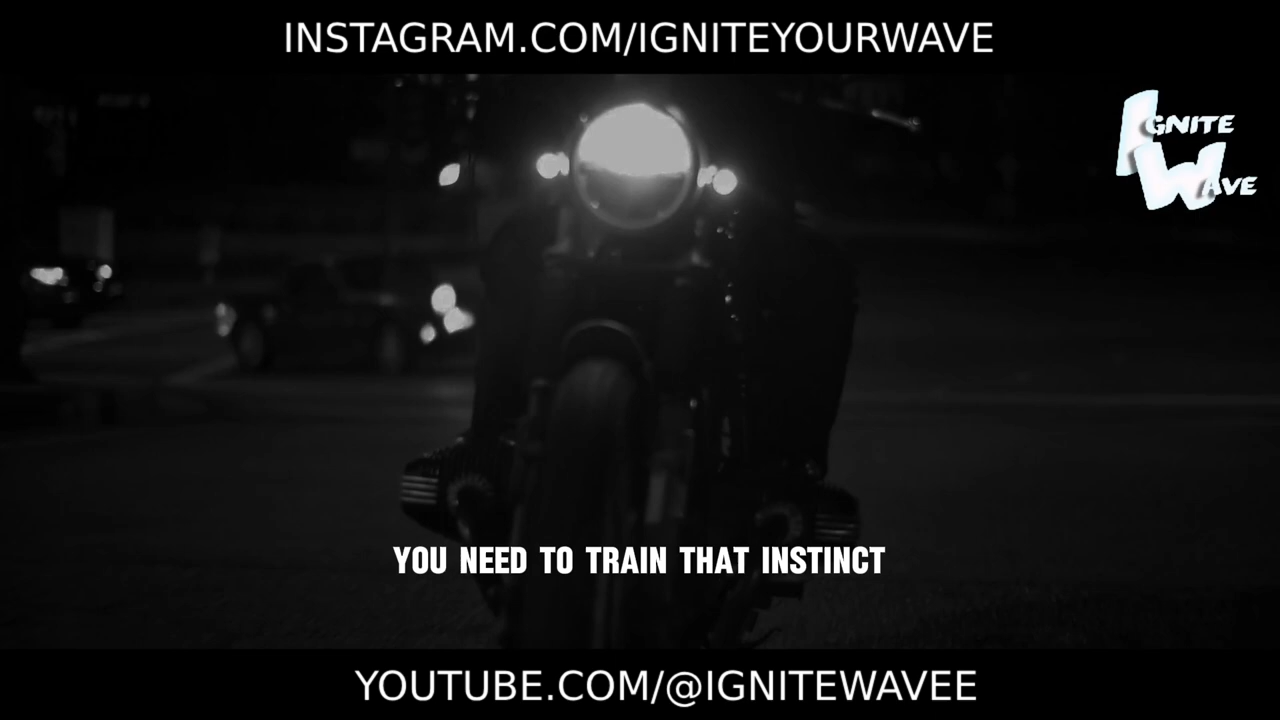 INSTAGRAM.COM/IGNITEYOURWAVE
IGNITE
WAVE
YOU NEED TO TRAIN THAT INSTINCT
YOUTUBE.COM/@IGNITEWAVEE